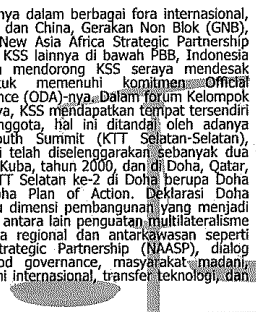 nya dalam berbagai fora internasional,
dan China, Gerakan Non Blok (GNB),
New Asia Africa Strategic Partnership
KSS lainnya di bawah PBB, Indonesia
mendorong KSS seraya mendesak
tuk memenuhi komitmen Official
nce (ODA)-nya. Dalam forum Kelompok
ya, KSS mendapatkan tempat tersendiri
nggota, hal ini ditandai oleh adanya
outh Summit (KTT Selatan-Selatan),
i telah diselenggarakan sebanyak dua
Kuba, tahun 2000, dan di Doha, Qatar,
TT Selatan ke-2 di Doha berupa Doha
ha Plan of Action. Deklarasi Doha
u dimensi pembangunan yang menjadi
antara lain penguatan multilateralisme
a regional dan antarkawasan seperti
trategic Partnership (NAASP), dialog
od governance, masyarakat madani,
ni internasional, transfer teknologi, dan